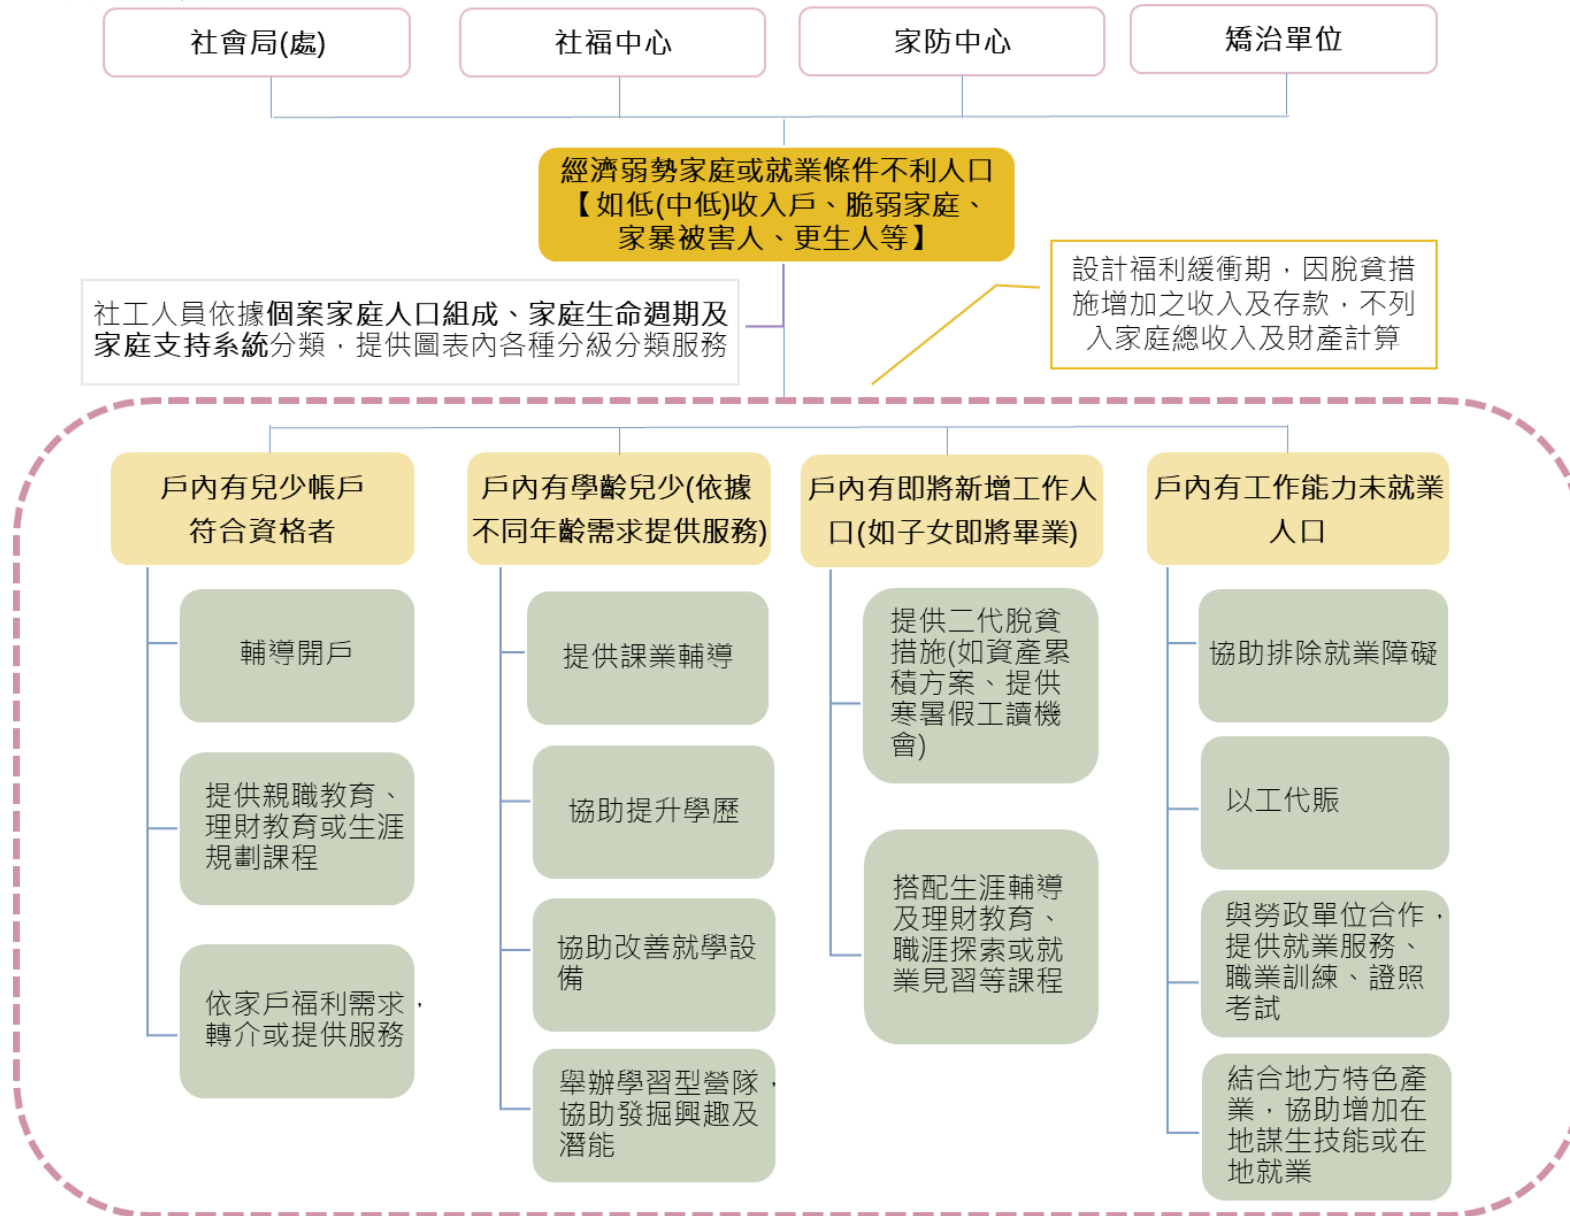 社會局(處)
社福中心
家防中心
矯治單位
經濟弱勢家庭或就業條件不利人口
【如低(中低)收入戶、脆弱家庭、
家暴被害人、更生人等】
社工人員依據個案家庭人口組成、家庭生命週期及
家庭支持系統分類，提供圖表內各種分級分類服務
設計福利緩衝期，因脫貧措
施增加之收入及存款，不列
入家庭總收入及財產計算
戶內有兒少帳戶
符合資格者
輔導開戶
提供親職教育、
理財教育或生涯
規劃課程
依家戶福利需求，
轉介或提供服務
戶內有學齡兒少(依據
不同年齡需求提供服務)
提供課業輔導
協助提升學歷
協助改善就學設
備
舉辦學習型營隊，
協助發掘興趣及
潛能
戶內有即將新增工作人
口(如子女即將畢業)
提供二代脫貧
措施(如資產累
積方案、提供
寒暑假工讀機
會)
搭配生涯輔導
及理財教育、
職涯探索或就
業見習等課程
戶內有工作能力未就業
人口
協助排除就業障礙
以工代賑
與勞政單位合作，
提供就業服務、
職業訓練、證照
考試
結合地方特色產
業，協助增加在
地謀生技能或在
地就業